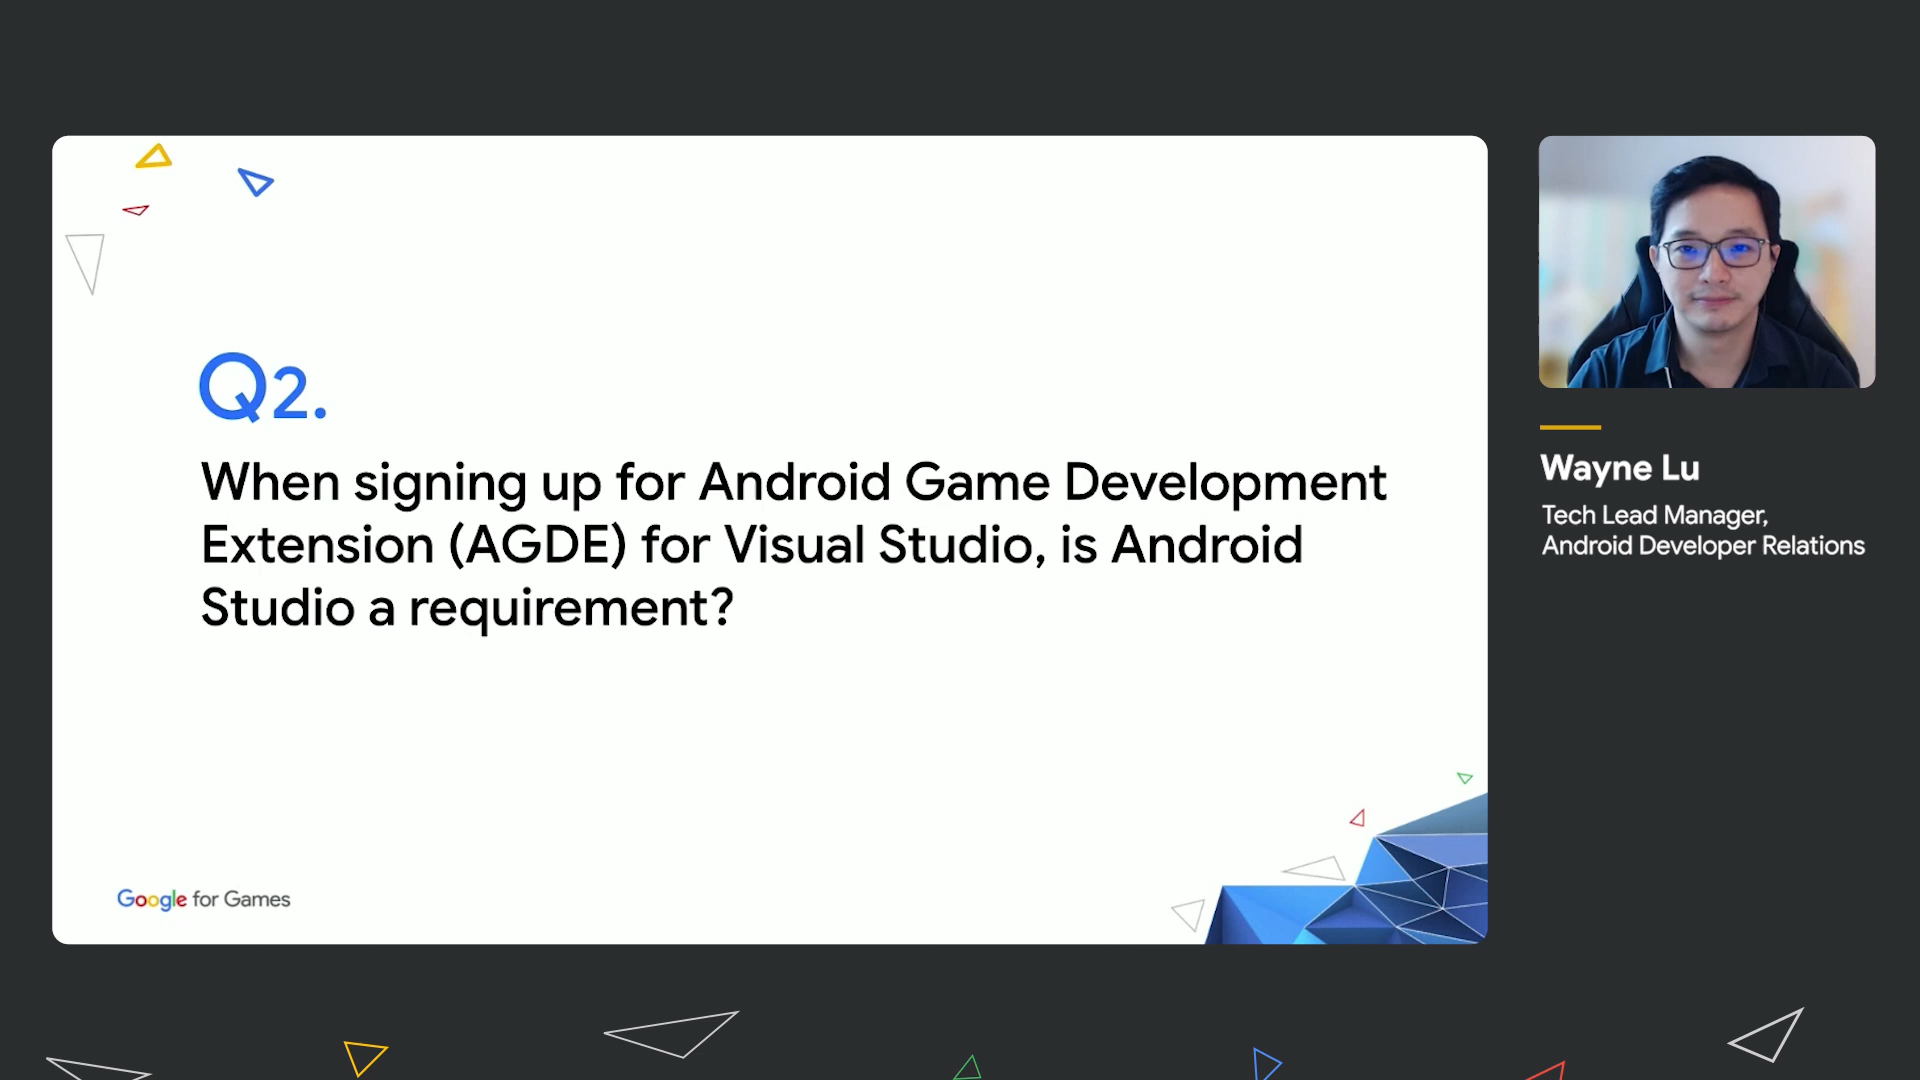 Q2.
When signing up for Android Game Development
Extension (AGDE) for Visual Studio, is Android
Studio a requirement?
Google for Games
Wayne Lu
Tech Lead Manager,
Android Developer Relations